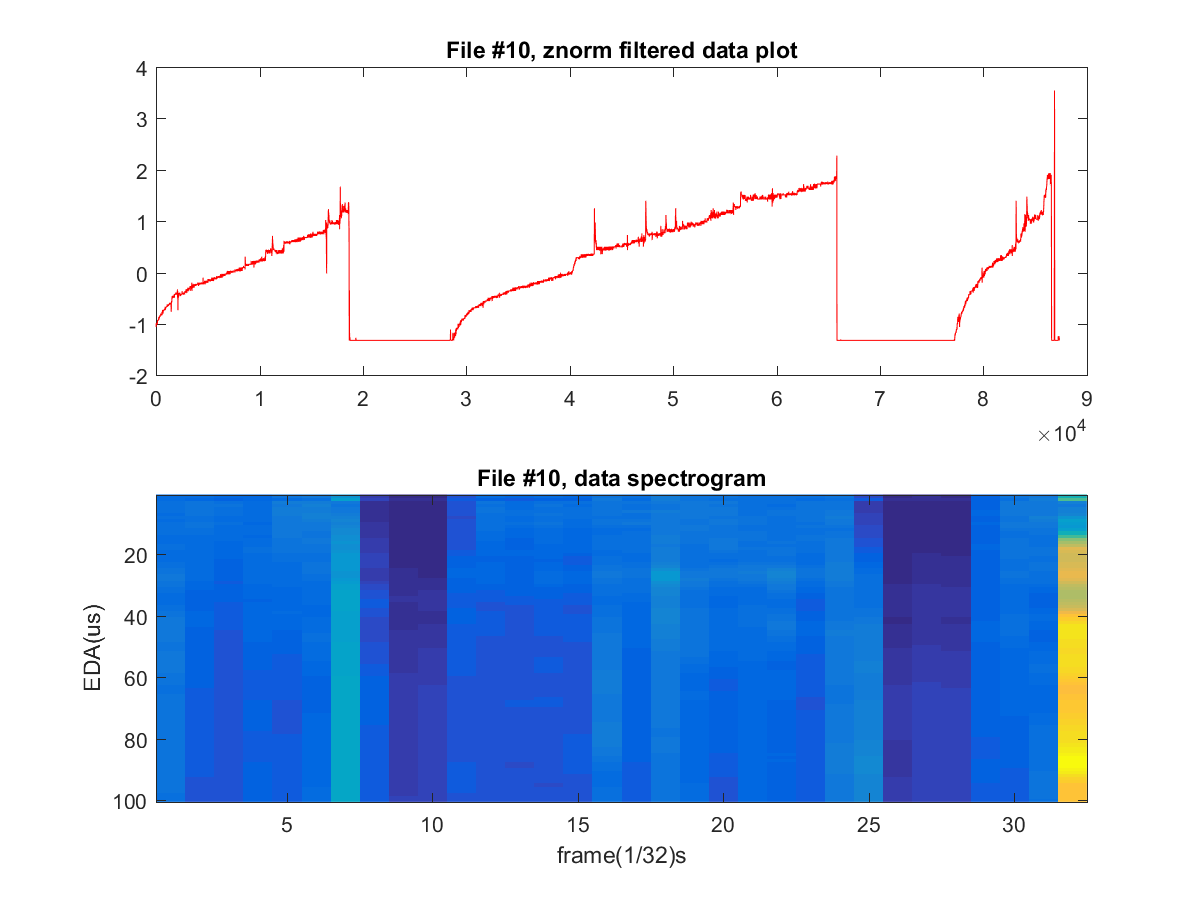 File #10, znorm filtered data plot
4
3
2
1
0
-1
-2
0 1 2 3 4 5 6 7 8 9
×10^4
File #10, data spectrogram
20
40
60
80
100
EDA(us)
5 10 15 20 25 30
frame(1/32)s